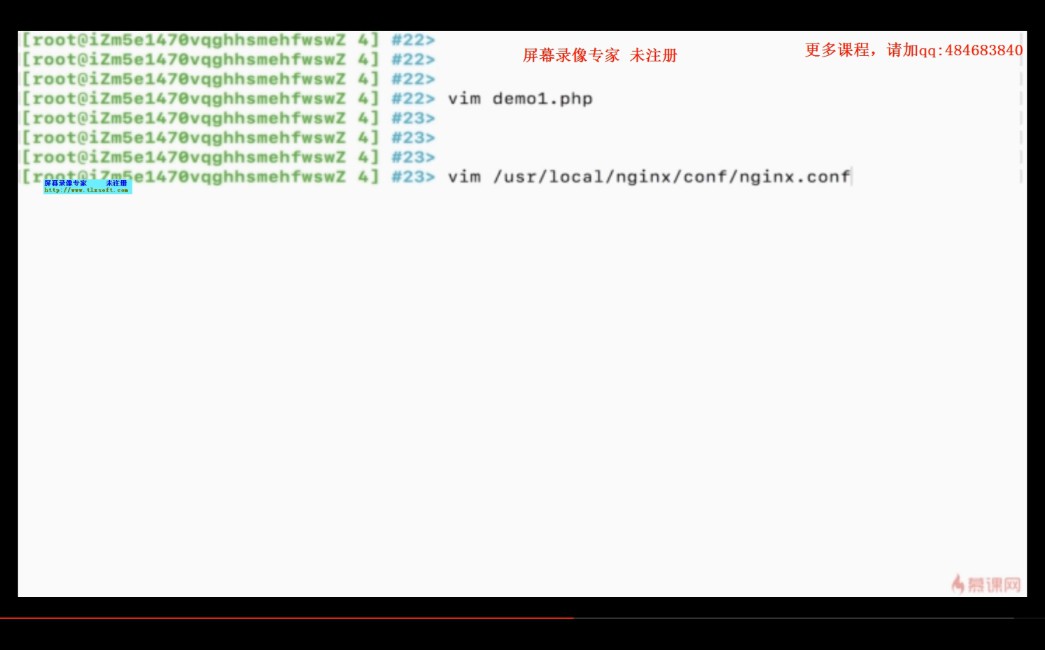 [root@iZm5e1470vqghhsmehfwswZ 4] #22>
[root@iZm5e1470vqghhsmehfwswZ 4] #22>
屏幕录像专家 未注册
更多课程，请加qq:484683840
[root@iZm5e1470vqghhsmehfwswZ 4] #22>
[root@iZm5e1470vqghhsmehfwswZ 4] #22> vim demo1.php
[root@iZm5e1470vqghhsmehfwswZ 4] #23>
[root@iZm5e1470vqghhsmehfwswZ 4] #23>
[root@iZm5e1470vqghhsmehfwswZ 4] #23>
[root@iZm5e1470vqghhsmehfwswZ 4] #23> vim /usr/local/nginx/conf/nginx.conf
屏幕录像专家 未注册
http://www.tlxsoft.com
慕课网